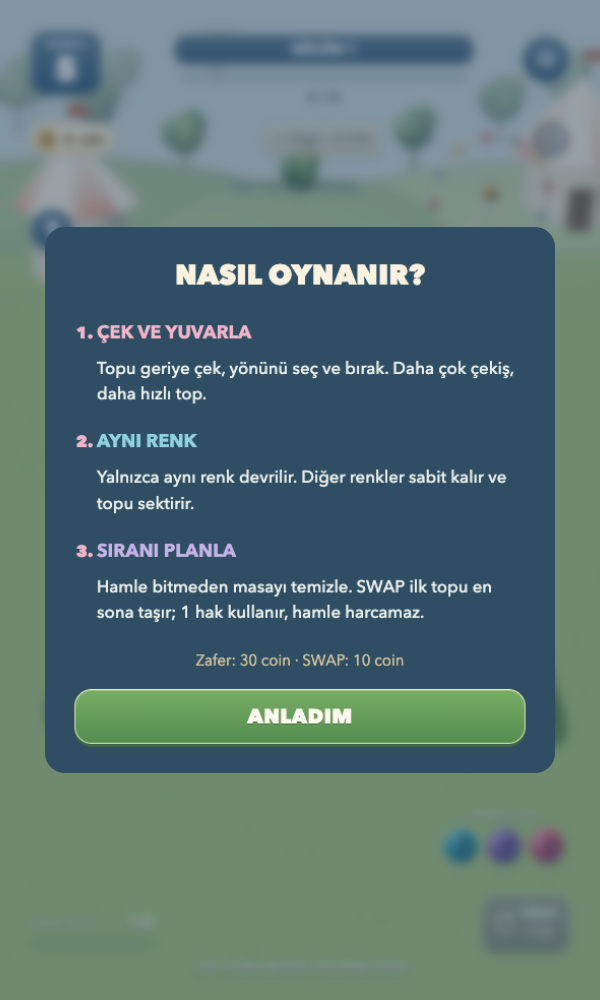 NASIL OYNANIR?
1. ÇEK VE YUVARLA
Topu geriye çek, yönünü seç ve bırak. Daha çok çekiş,
daha hızlı top.
2. AYNI RENK
Yalnızca aynı renk devrilir. Diğer renkler sabit kalır ve
topu sektirir.
3. SIRANI PLANLA
Hamle bitmeden masayı temizle. SWAP ilk topu en
sona taşır; 1 hak kullanır, hamle harcamaz.
Zafer: 30 coin · SWAP: 10 coin
ANLADIM